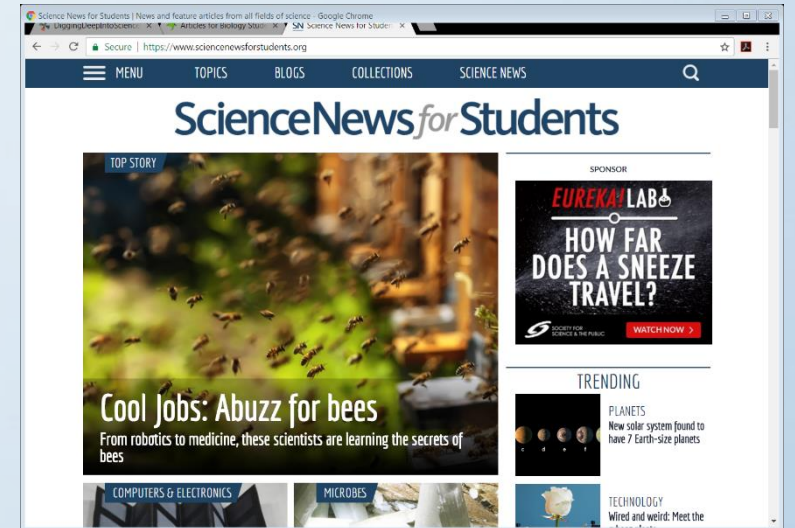 Science News for Students | News and feature articles from all fields of science - Google Chrome
DiggingDeepIntoScience × Articles for Biology Stude × SN Science News for Studen ×
Secure | https://www.sciencenewsforstudents.org
MENU TOPICS BLOGS COLLECTIONS SCIENCE NEWS
ScienceNewsforStudents
TOP STORY
Cool Jobs: Abuzz for bees
From robotics to medicine, these scientists are learning the secrets of
bees
COMPUTERS & ELECTRONICS
MICROBES
SPONSOR
EUREKA! LAB
HOW FAR
DOES A SNEEZE
TRAVEL?
SOCIETY FOR
SCIENCE & THE PUBLIC
WATCH NOW >
TRENDING
c d e f
PLANETS
New solar system found to
have 7 Earth-size planets
TECHNOLOGY
Wired and weird: Meet the